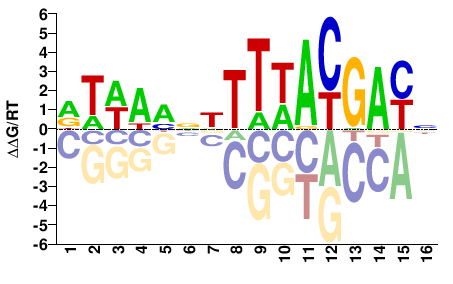 6
5
4
3
2
1
0
-1
-2
-3
-4
-5
-6
ΔΔG/RT
1 2 3 4 5 6 7 8 9 10 11 12 13 14 15 16
A G C
T A C G
A T C G
A T C G
A C G
T C
T A C
T A C G
T A C G
A C T
C T A G
G T C
A T C
C T A